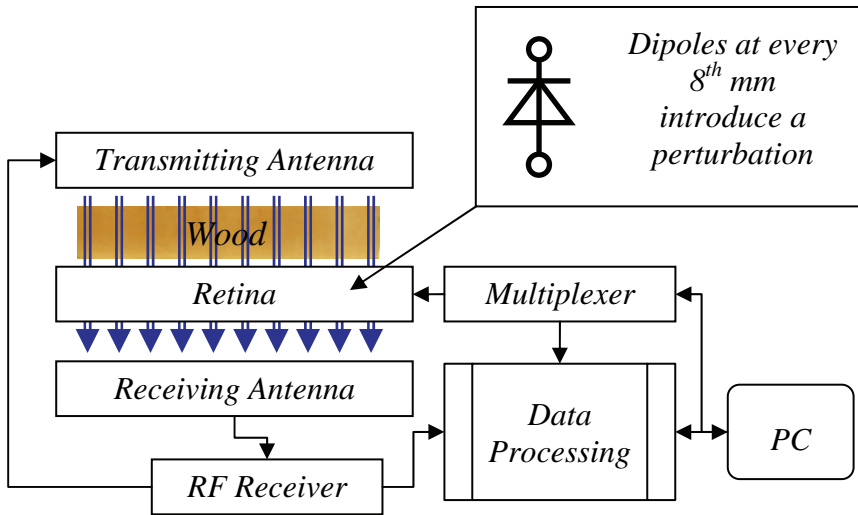 Dipoles at every
8th mm
introduce a
perturbation
Transmitting Antenna
Wood
Retina
Multiplexer
Receiving Antenna
Data
Processing
PC
RF Receiver